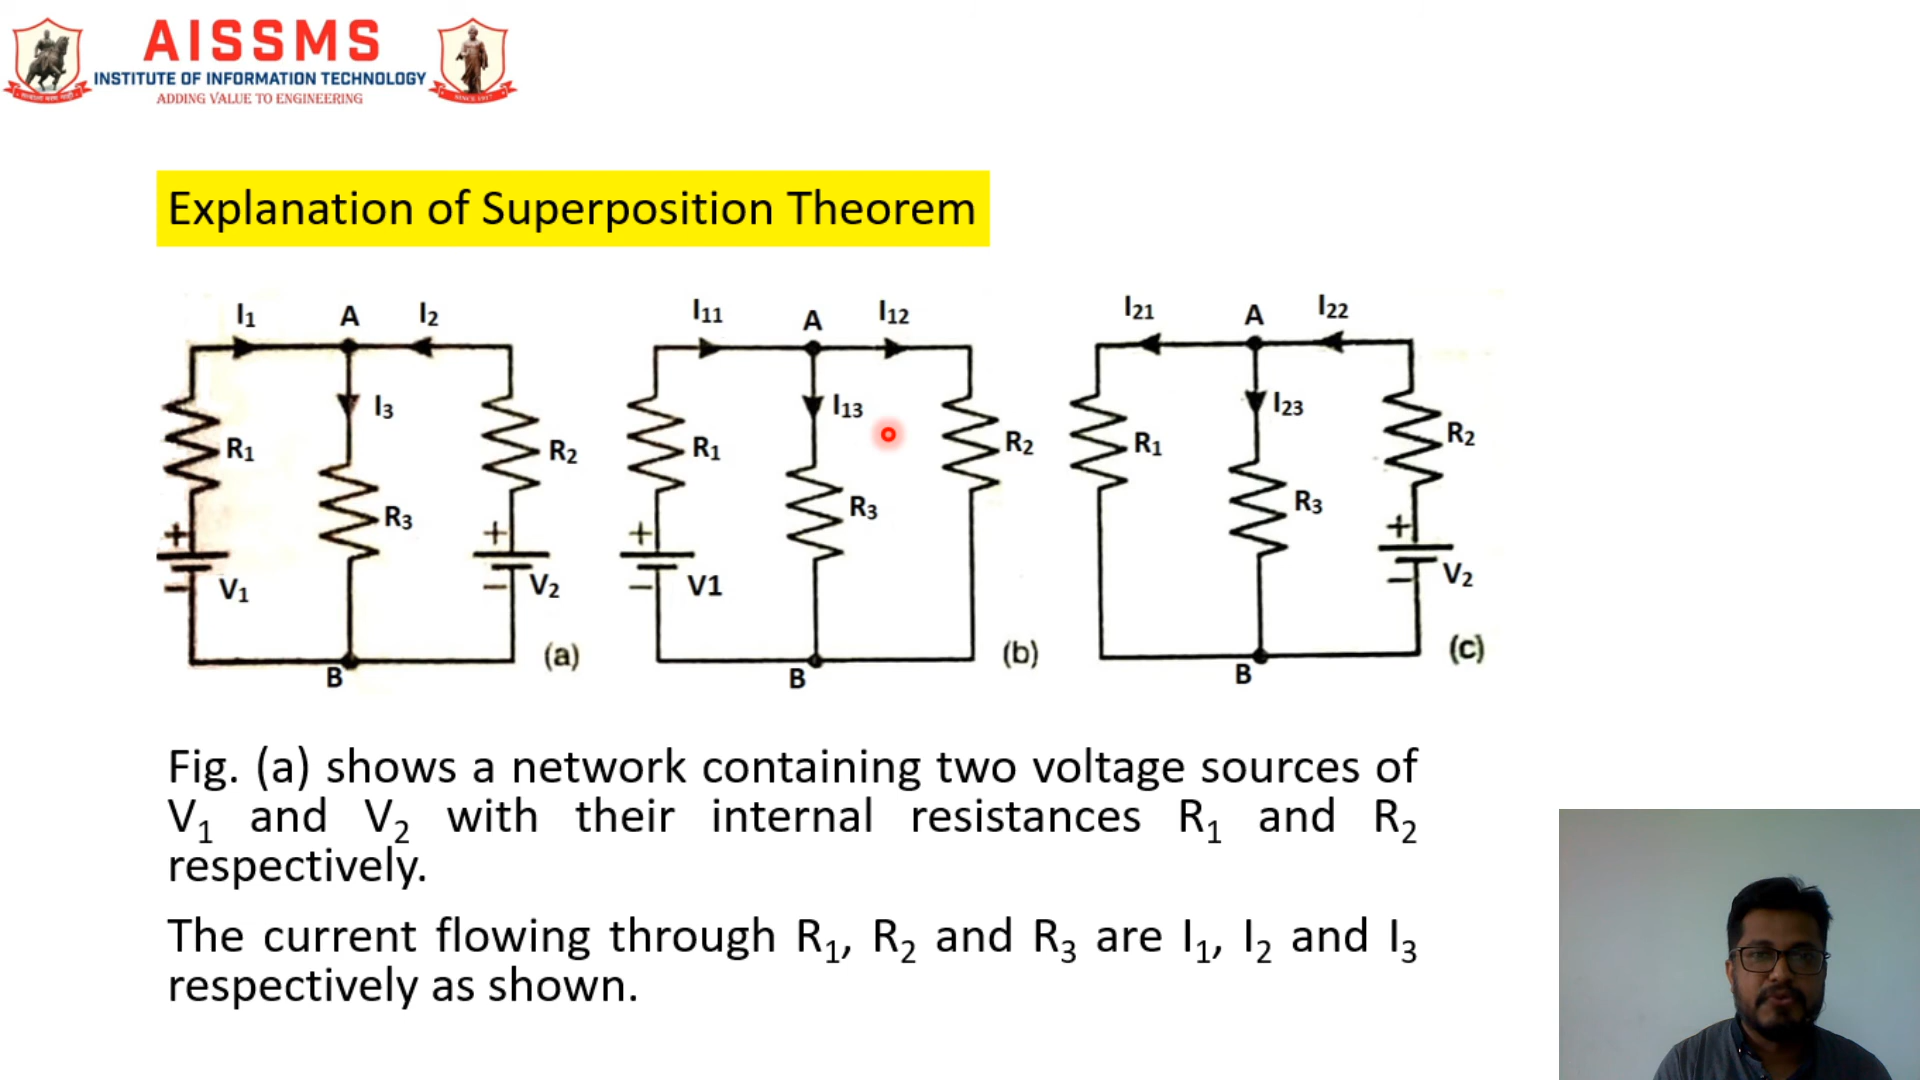 AISSMS
INSTITUTE OF INFORMATION TECHNOLOGY
ADDING VALUE TO ENGINEERING
SINCE 1917
Explanation of Superposition Theorem
I₁ A I₂
I₃
R₁
R₂
R₃
+ +
− −
V₁ V₂
B
(a)
I₁₁ A I₁₂
I₁₃
R₁
R₂
R₃
+
−
V1
B
(b)
I₂₁ A I₂₂
I₂₃
R₁
R₂
R₃
+
−
V₂
B
(c)
Fig. (a) shows a network containing two voltage sources of
V₁ and V₂ with their internal resistances R₁ and R₂
respectively.
The current flowing through R₁, R₂ and R₃ are I₁, I₂ and I₃
respectively as shown.